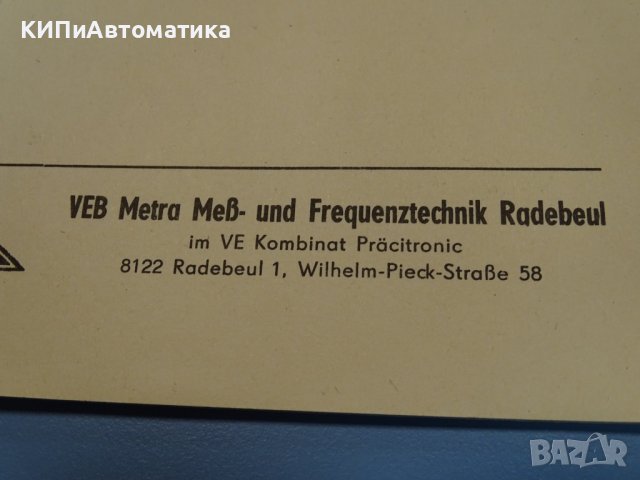 КИПиАвтоматика
VEB Metra Meß- und Frequenztechnik Radebeul
im VE Kombinat Präcitronic
8122 Radebeul 1, Wilhelm-Pieck-Straße 58
BAZAR